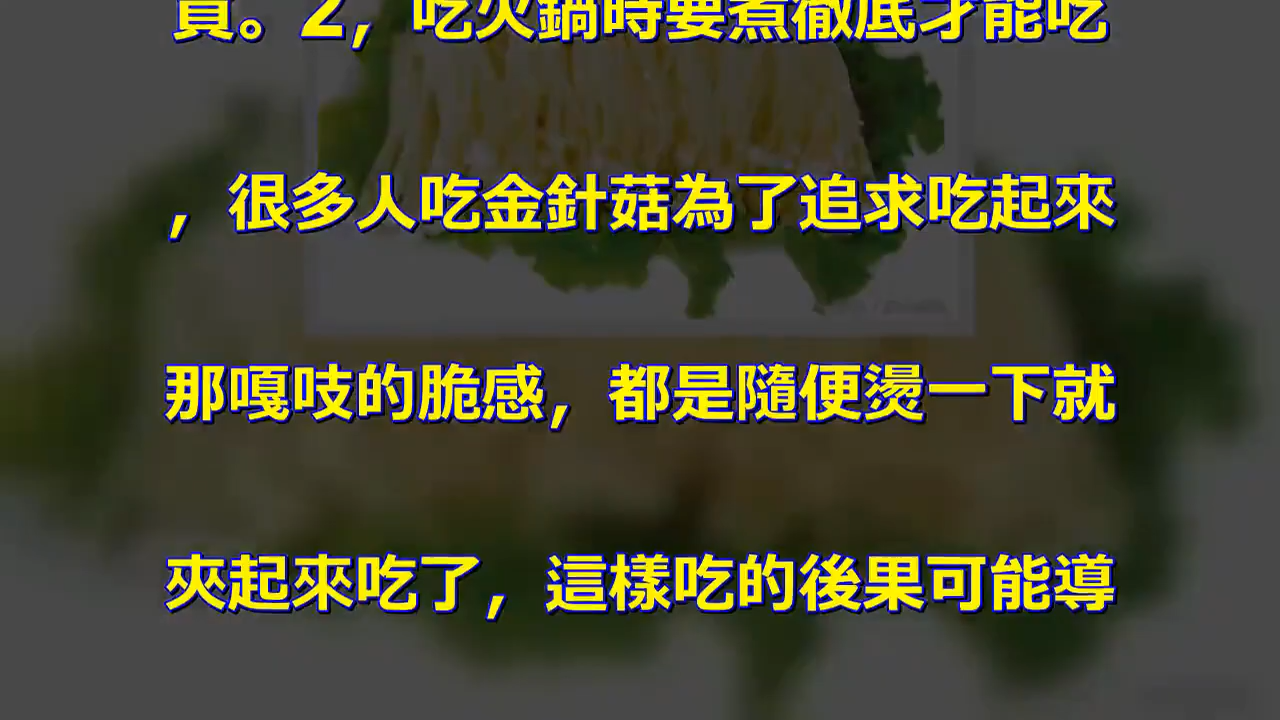 。2，吃火鍋時要煮徹底才能吃
，很多人吃金針菇為了追求吃起來
那嘎吱的脆感，都是隨便燙一下就
夾起來吃了，這樣吃的後果可能導